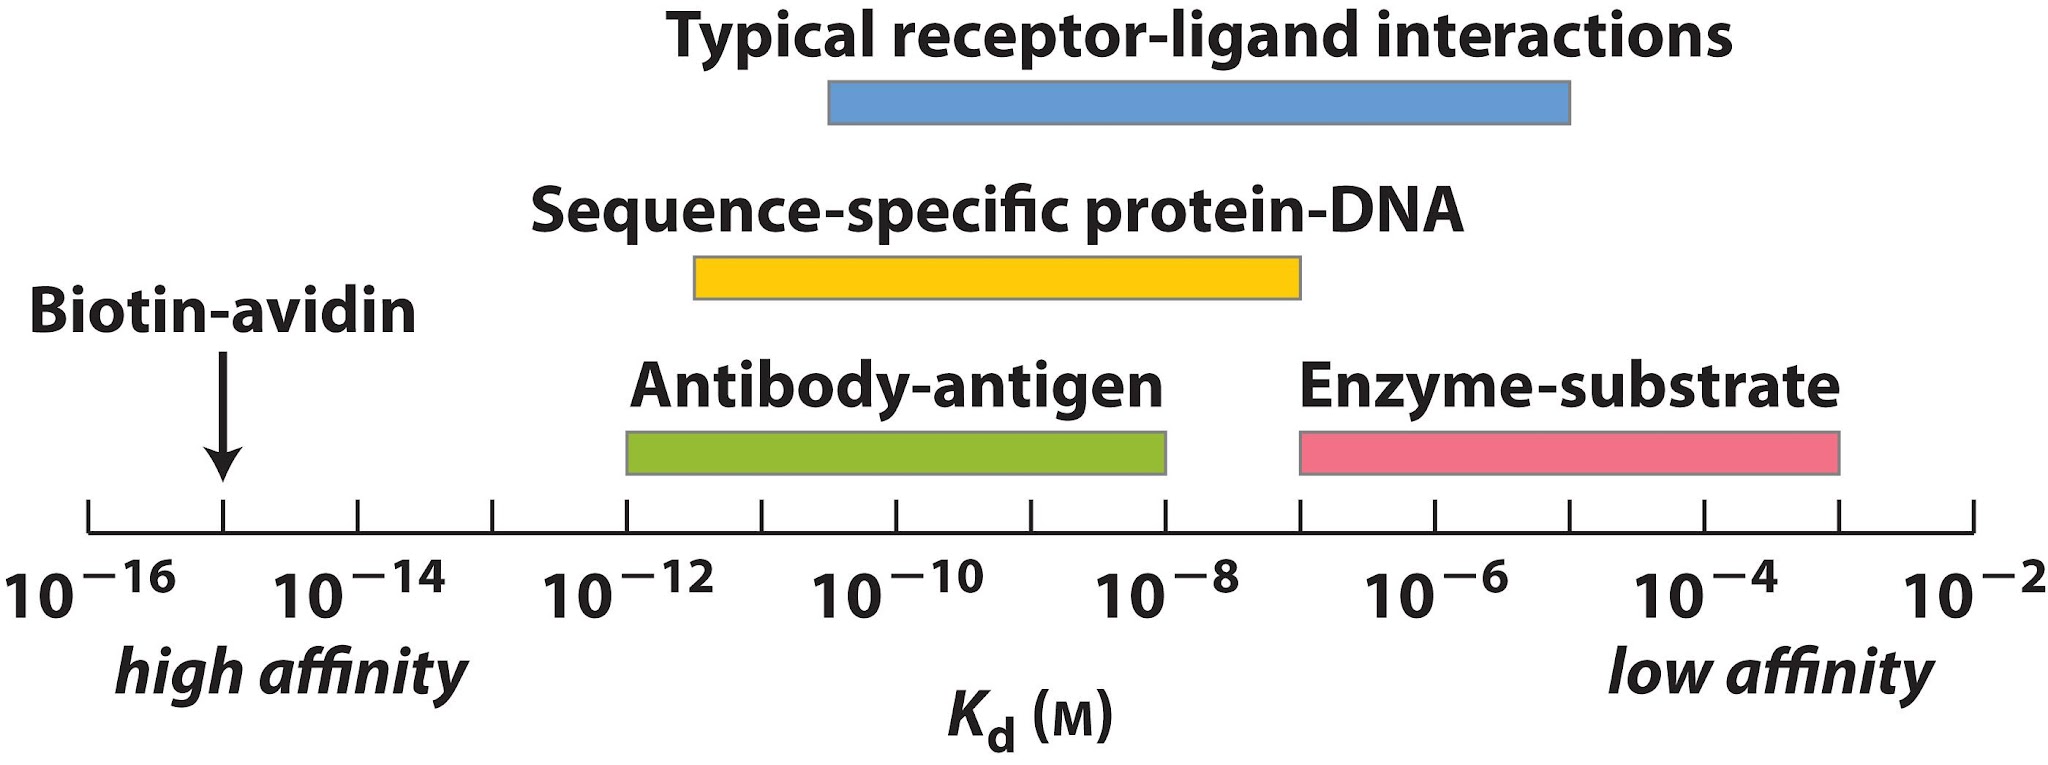 Typical receptor-ligand interactions
Sequence-specific protein-DNA
Biotin-avidin
Antibody-antigen Enzyme-substrate
10⁻¹⁶ 10⁻¹⁴ 10⁻¹² 10⁻¹⁰ 10⁻⁸ 10⁻⁶ 10⁻⁴ 10⁻²
high affinity low affinity
K_d (M)